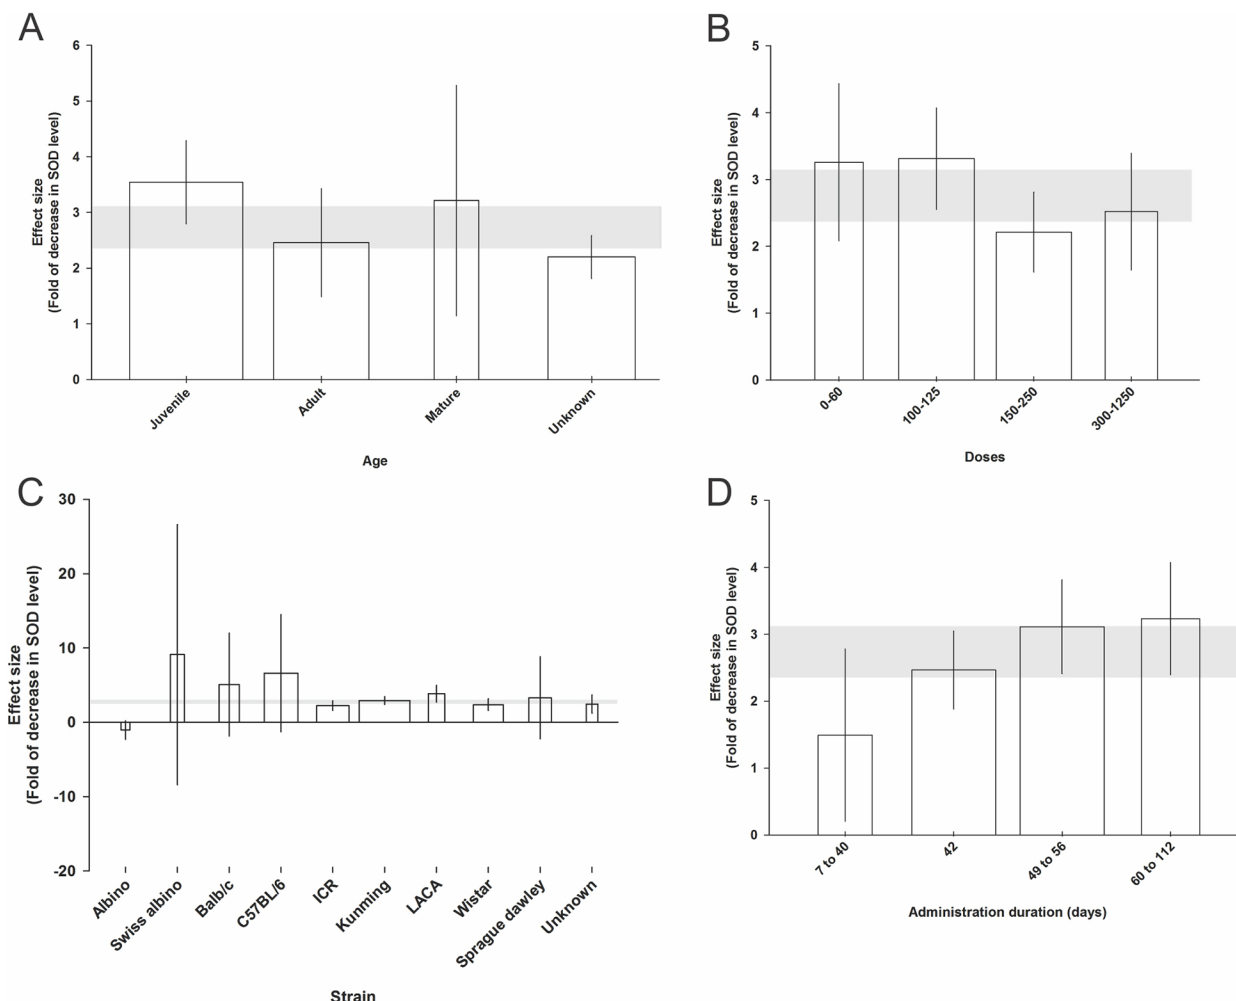 A
6
5
4
3
2
1
0
Effect size
(Fold of decrease in SOD level)
Juvenile
Adult
Mature
Unknown
Age
B
5
4
3
2
1
0
Effect size
(Fold of decrease in SOD level)
0-60
100-125
150-250
300-1250
Doses
C
30
20
10
0
-10
-20
Effect size
(Fold of decrease in SOD level)
Albino
Swiss albino
Balb/c
C57BL/6
ICR
Kunming
LACA
Wistar
Sprague dawley
Unknown
Strain
D
5
4
3
2
1
0
Effect size
(Fold of decrease in SOD level)
7 to 40
42
49 to 56
60 to 112
Administration duration (days)